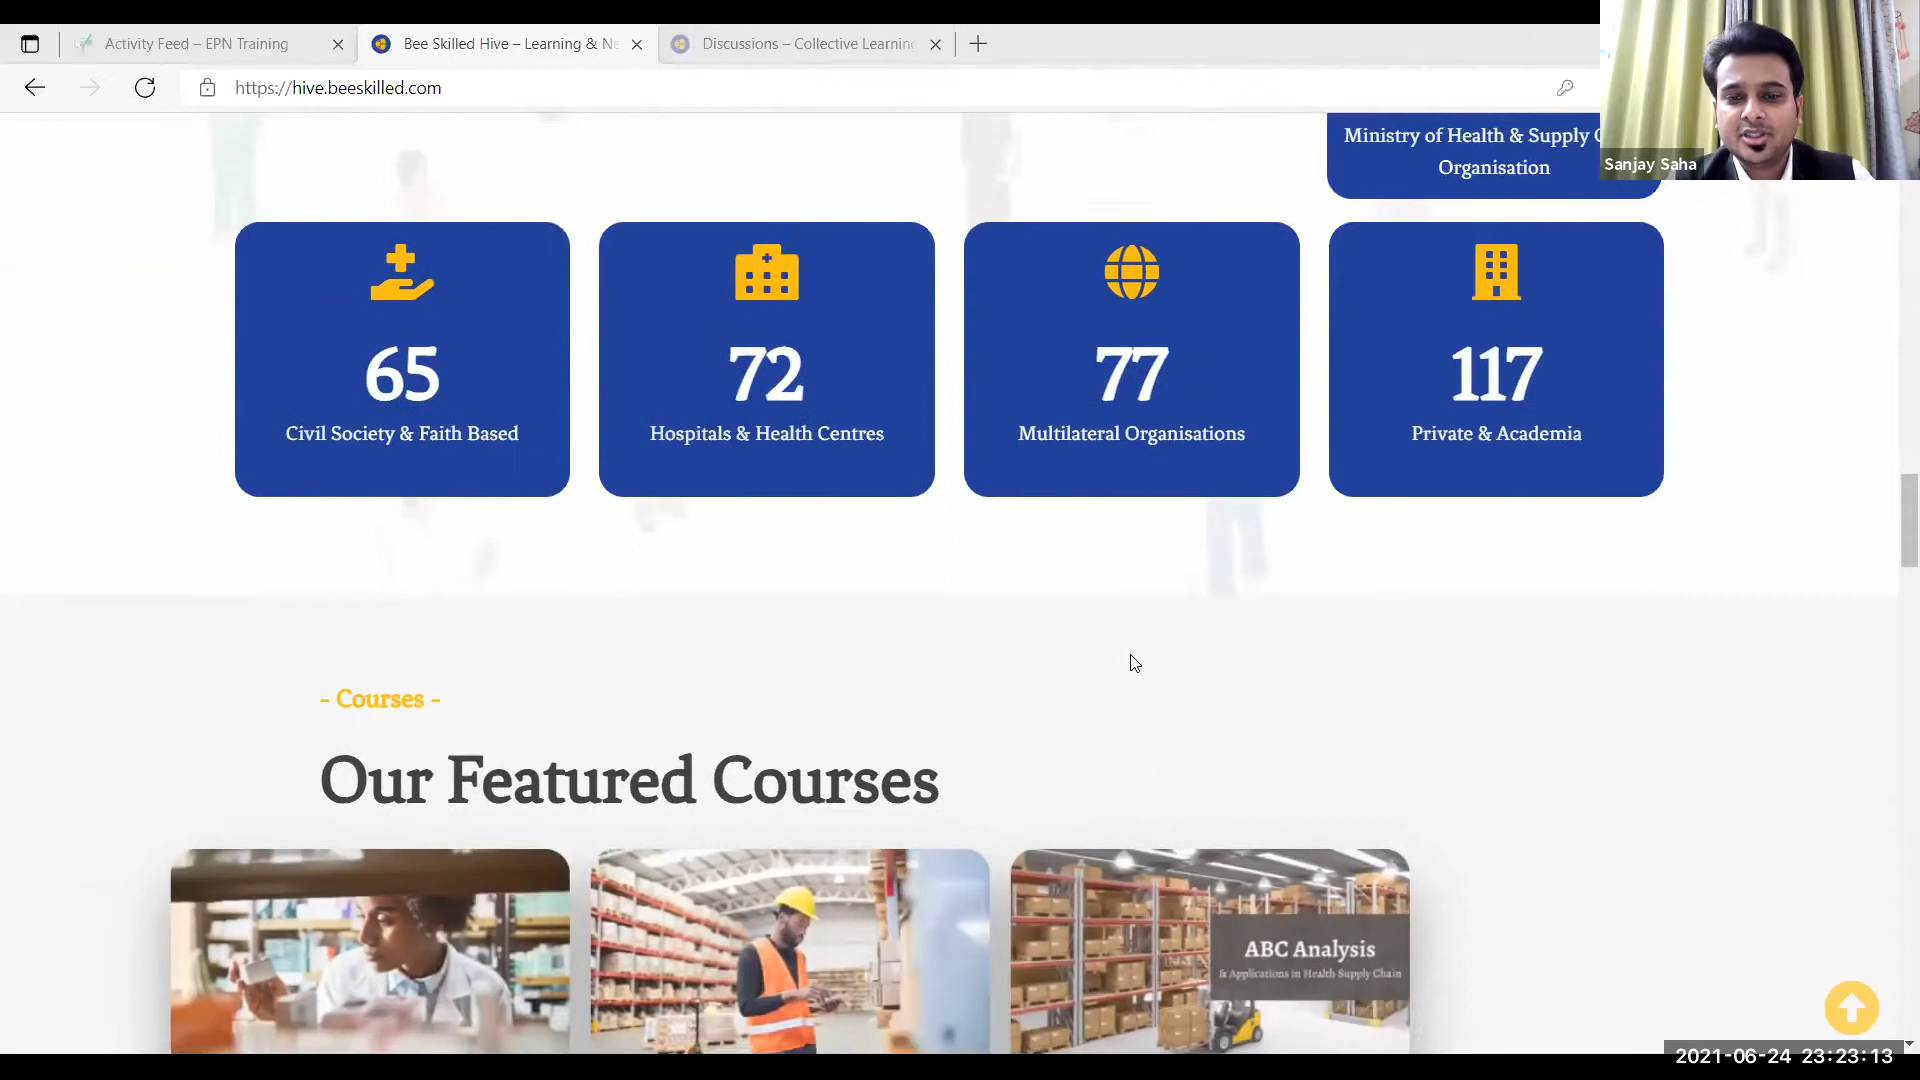 Activity Feed – EPN Training
Bee Skilled Hive – Learning & Ne
Discussions – Collective Learning
https://hive.beeskilled.com
Ministry of Health & Supply C
Organisation
Sanjay Saha
65
Civil Society & Faith Based
72
Hospitals & Health Centres
77
Multilateral Organisations
117
Private & Academia
- Courses -
Our Featured Courses
ABC Analysis
& Applications in Health Supply Chain
2021-06-24 23:23:13